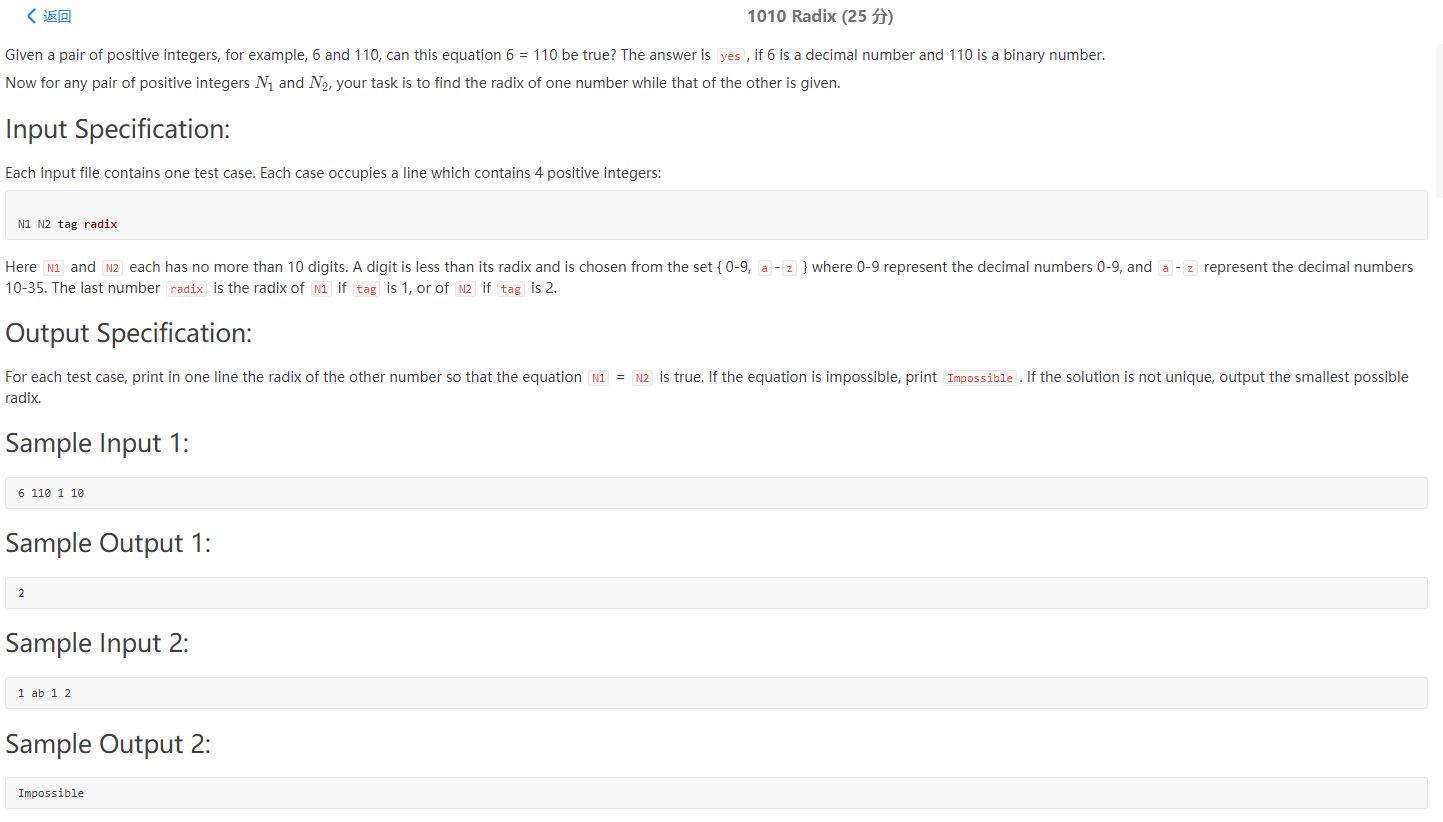 返回
1010 Radix (25 分)
Given a pair of positive integers, for example, 6 and 110, can this equation 6 = 110 be true? The answer is yes , if 6 is a decimal number and 110 is a binary number.
Now for any pair of positive integers N1 and N2, your task is to find the radix of one number while that of the other is given.
Input Specification:
Each input file contains one test case. Each case occupies a line which contains 4 positive integers:
N1 N2 tag radix
Here N1 and N2 each has no more than 10 digits. A digit is less than its radix and is chosen from the set { 0-9, a - z } where 0-9 represent the decimal numbers 0-9, and a - z represent the decimal numbers
10-35. The last number radix is the radix of N1 if tag is 1, or of N2 if tag is 2.
Output Specification:
For each test case, print in one line the radix of the other number so that the equation N1 = N2 is true. If the equation is impossible, print Impossible . If the solution is not unique, output the smallest possible
radix.
Sample Input 1:
6 110 1 10
Sample Output 1:
2
Sample Input 2:
1 ab 1 2
Sample Output 2:
Impossible